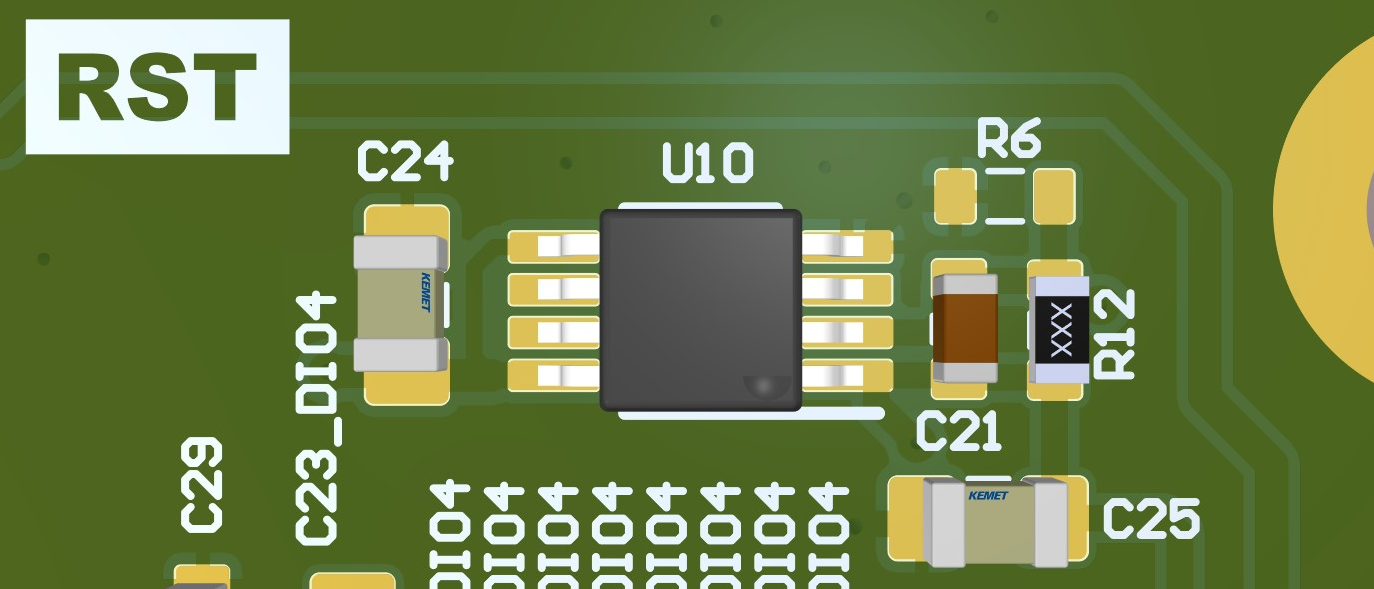 RST
R6
C24
U10
KEMET
C23_DIO4
R12
XXX
C21
C29
DIO4
DIO4
DIO4
DIO4
DIO4
DIO4
DIO4
DIO4
KEMET
C25